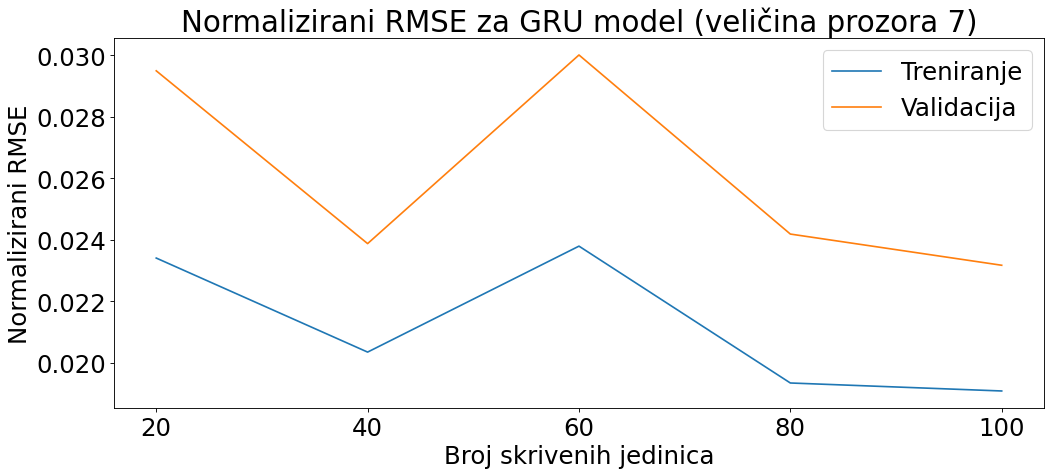 Normalizirani RMSE za GRU model (veličina prozora 7)
Treniranje
Validacija
Normalizirani RMSE
0.030
0.028
0.026
0.024
0.022
0.020
20
40
60
80
100
Broj skrivenih jedinica